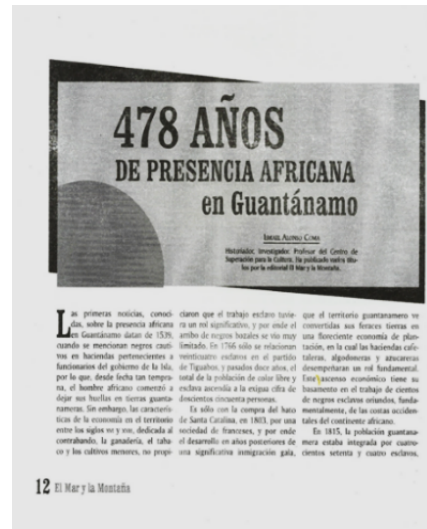 478 AÑOS
DE PRESENCIA AFRICANA
en Guantánamo
Historiador, Investigador. Profesor del Centro de
Superación para la Cultura. Ha publicado varios títu-
los por la editorial El Mar y la Montaña.
Las primeras noticias, conoci-
das, sobre la presencia africana
en Guantánamo datan de 1539,
cuando se mencionan negros cauti-
vos en haciendas pertenecientes a
funcionarios del gobierno de la Isla,
por lo que, desde fecha tan tempra-
na, el hombre africano comenzó a
dejar sus huellas en tierras guanta-
nameras. Sin embargo, las caracterís-
ticas de la economía en el territorio
entre los siglos XVI y XVIII, dedicada al
contrabando, la ganadería, el taba-
co y los cultivos menores, no propi-
ciaron que el trabajo esclavo tuvie-
ra un rol significativo, y por ende el
arribo de negros bozales se vio muy
limitado. En 1766 sólo se relacionan
veinticuatro esclavos en el partido
de Tiguabos, y pasados doce años, el
total de la población de color libre y
esclava ascendía a la exigua cifra de
doscientos cincuenta personas.
Es sólo con la compra del hato
de Santa Catalina, en 1803, por una
sociedad de franceses, y por ende
el desarrollo en años posteriores de
una significativa inmigración gala,
que el territorio guantanamero ve
convertidas sus feraces tierras en
una floreciente economía de plan-
tación, en la cual las haciendas cafe-
taleras, algodoneras y azucareras
desempeñaran un rol fundamental.
Este ascenso económico tiene su
basamento en el trabajo de cientos
de negros esclavos oriundos, funda-
mentalmente, de las costas occiden-
tales del continente africano.
En 1815, la población guantana-
mera estaba integrada por cuatro-
cientos setenta y cuatro esclavos,
12 El Mar y la Montaña